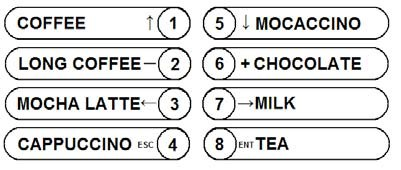 COFFEE ↑ 1
LONG COFFEE – 2
MOCHA LATTE ← 3
CAPPUCCINO ESC 4
5 ↓ MOCACCINO
6 + CHOCOLATE
7 → MILK
8 ENT TEA